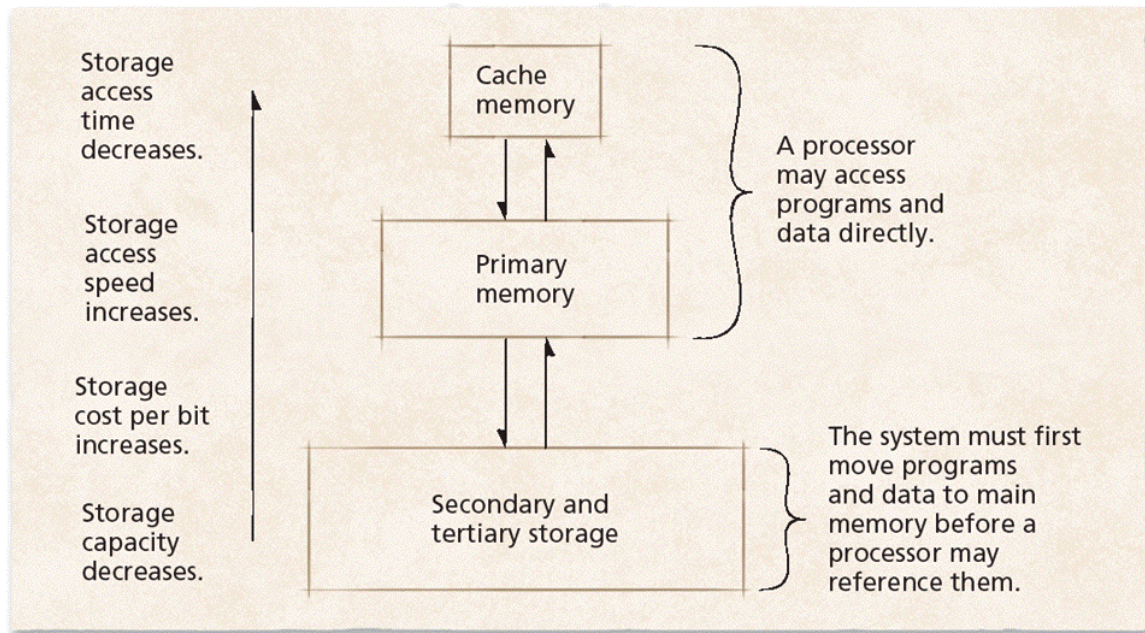 Storage
access
time
decreases.
Storage
access
speed
increases.
Storage
cost per bit
increases.
Storage
capacity
decreases.
Cache
memory
Primary
memory
Secondary and
tertiary storage
A processor
may access
programs and
data directly.
The system must first
move programs
and data to main
memory before a
processor may
reference them.